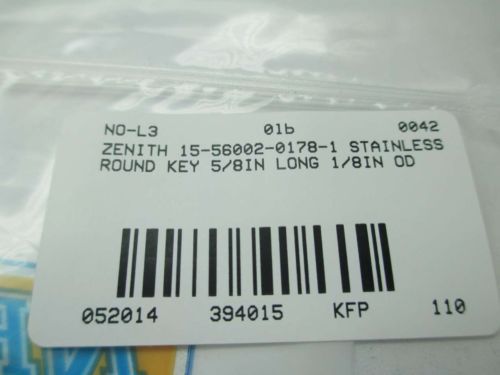 NO-L3 01b 0042
ZENITH 15-56002-0178-1 STAINLESS
ROUND KEY 5/8IN LONG 1/8IN OD
052014 394015 KFP 110